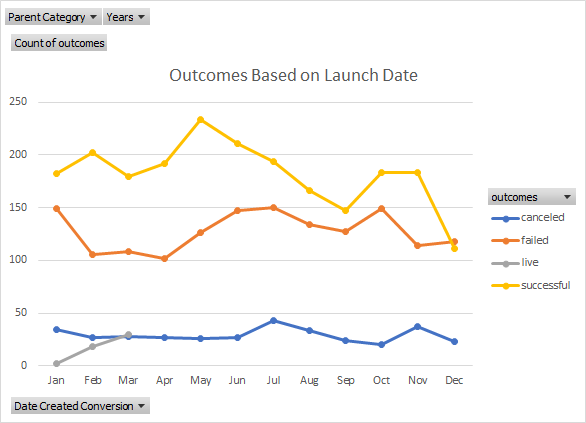 Parent Category Years
Count of outcomes
Outcomes Based on Launch Date
250
200
150
100
50
0
Jan Feb Mar Apr May Jun Jul Aug Sep Oct Nov Dec
outcomes
canceled
failed
live
successful
Date Created Conversion